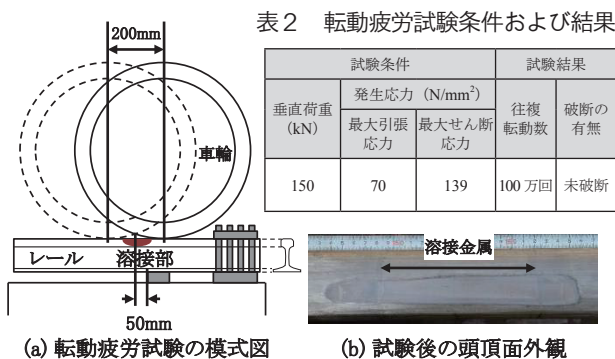 表2 転動疲労試験条件および結果
200mm
車輪
レール
溶接部
50mm
(a) 転動疲労試験の模式図
試験条件
試験結果
垂直荷重
(kN)
発生応力 (N/mm²)
往復
転動数
破断の
有無
最大引張
応力
最大せん断
応力
150
70
139
100万回
未破断
溶接金属
(b) 試験後の頭頂面外観